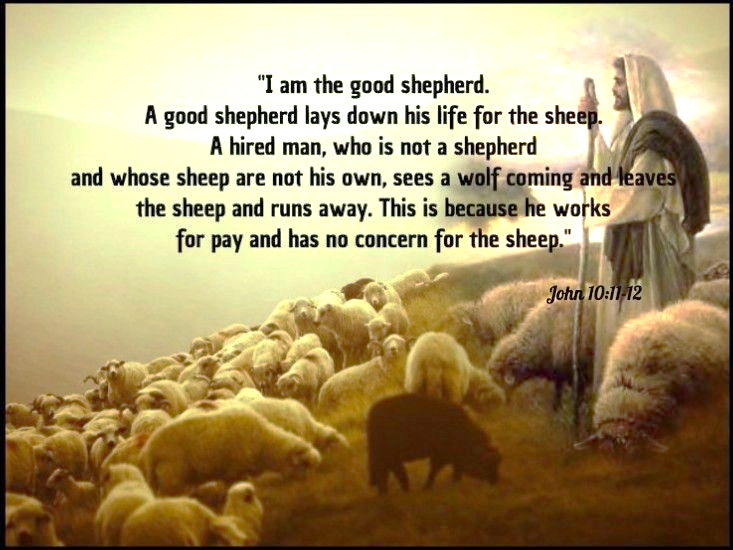 "I am the good shepherd.
A good shepherd lays down his life for the sheep.
A hired man, who is not a shepherd
and whose sheep are not his own, sees a wolf coming and leaves
the sheep and runs away. This is because he works
for pay and has no concern for the sheep."
John 10:11-12